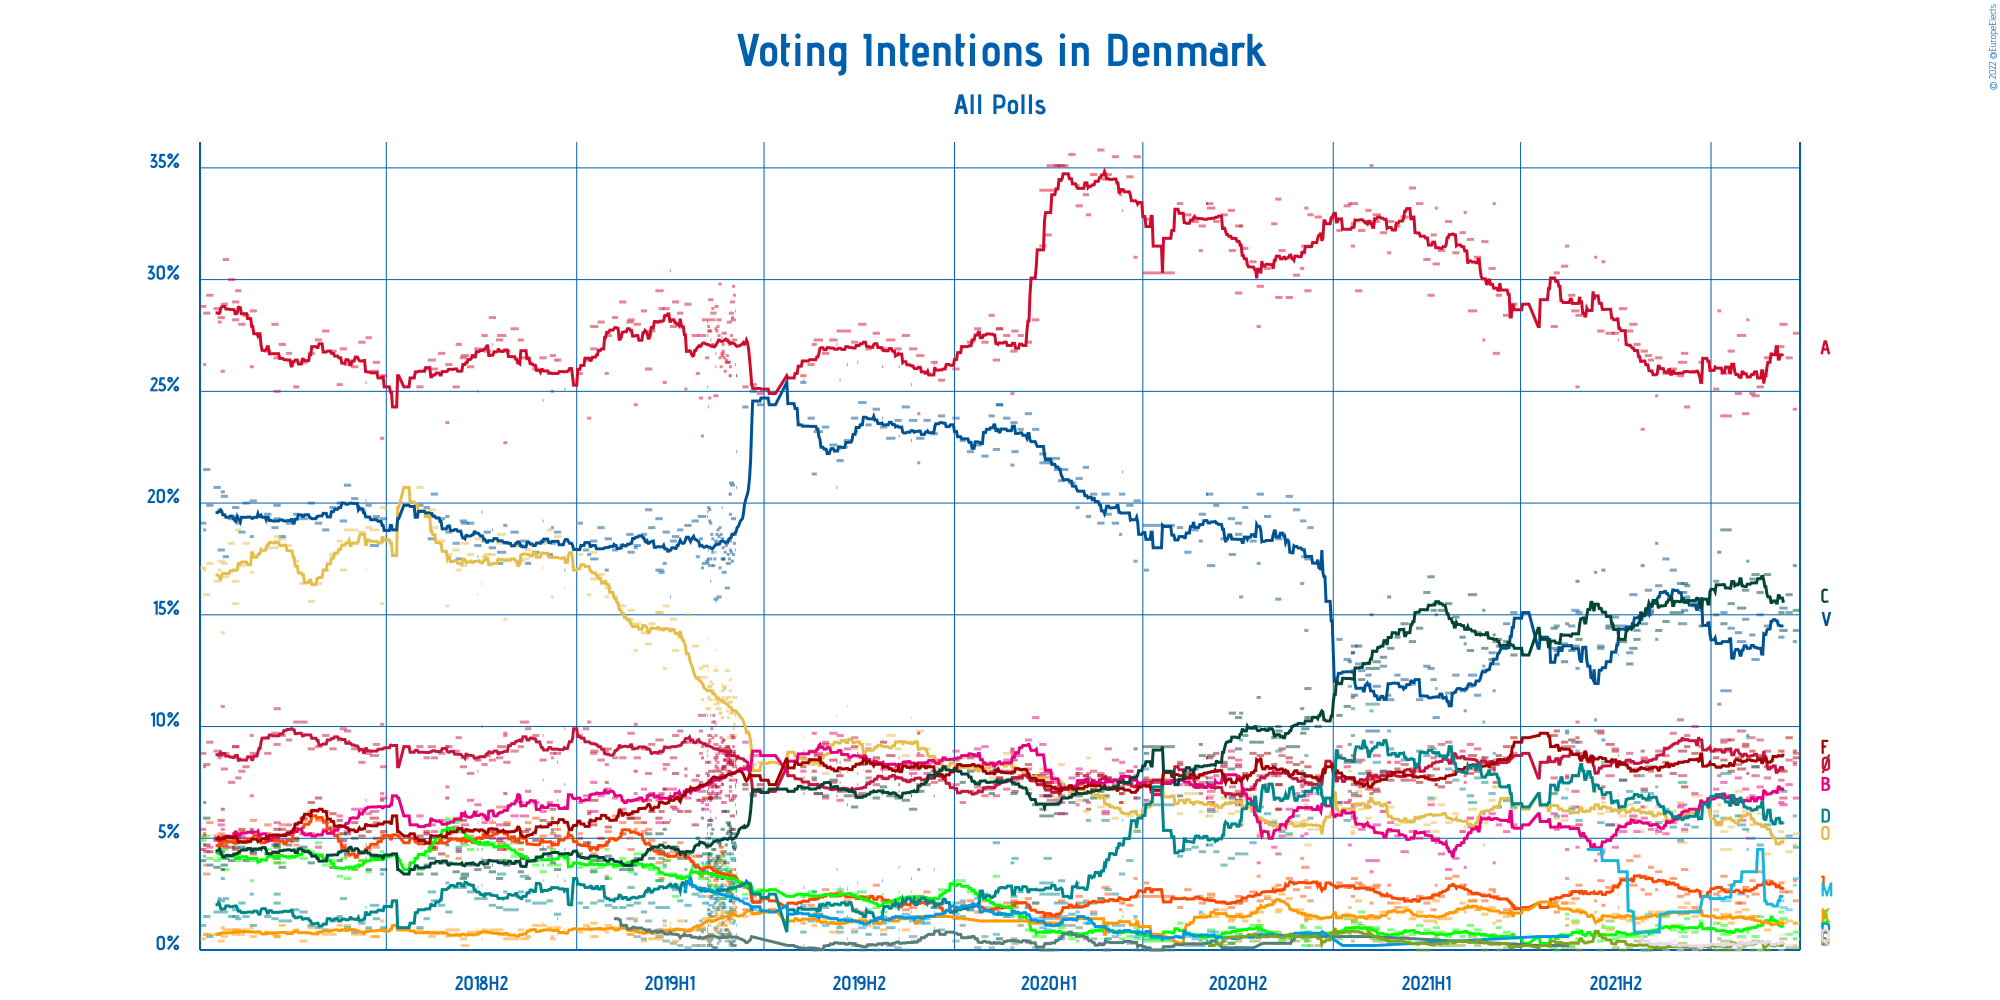 © 2022 @EuropeElects
Voting Intentions in Denmark
All Polls
35%
30%
25%
20%
15%
10%
5%
0%
A
C
V
F
Ø
B
D
O
I
M
2018H2
2019H1
2019H2
2020H1
2020H2
2021H1
2021H2